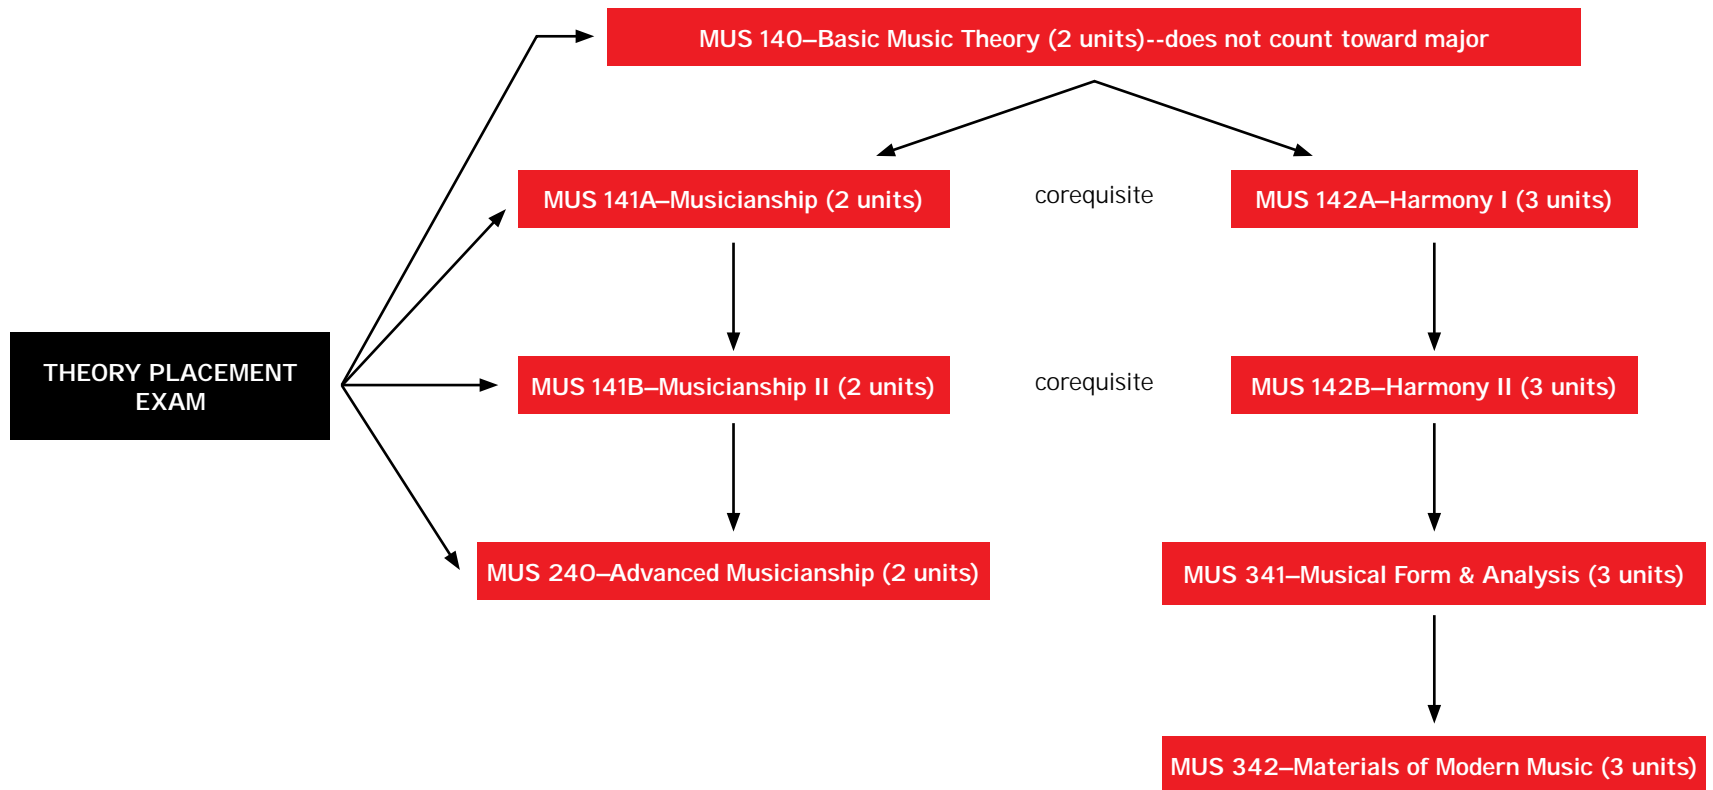 MUS 140–Basic Music Theory (2 units)--does not count toward major
MUS 141A–Musicianship (2 units)
corequisite
MUS 142A–Harmony I (3 units)
THEORY PLACEMENT
EXAM
MUS 141B–Musicianship II (2 units)
corequisite
MUS 142B–Harmony II (3 units)
MUS 240–Advanced Musicianship (2 units)
MUS 341–Musical Form & Analysis (3 units)
MUS 342–Materials of Modern Music (3 units)